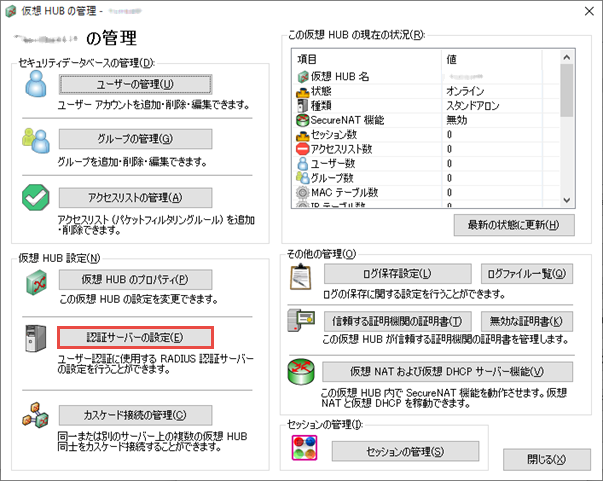 仮想 HUB の管理 -
の管理
セキュリティデータベースの管理(D):
ユーザーの管理(U)
ユーザー アカウントを追加・削除・編集できます。
グループの管理(G)
グループを追加・削除・編集できます。
アクセスリストの管理(A)
アクセスリスト (パケットフィルタリングルール) を追加
・削除できます。
仮想 HUB 設定(N)
仮想 HUB のプロパティ(P)
この仮想 HUB の設定を変更できます。
認証サーバーの設定(E)
ユーザー認証に使用する RADIUS 認証サーバー
の設定を行うことができます。
カスケード接続の管理(C)
同一または別のサーバー上の複数の仮想 HUB
同士をカスケード接続することができます。
この仮想 HUB の現在の状況(R):
項目 値
仮想 HUB 名
状態 オンライン
種類 スタンドアロン
SecureNAT 機能 無効
セッション数 0
アクセスリスト数 0
ユーザー数 0
グループ数 0
MAC テーブル数 0
IP テーブル数 0
最新の状態に更新(H)
その他の管理(O)
ログ保存設定(L) ログファイル一覧(Q)
ログの保存に関する設定を行うことができます。
信頼する証明機関の証明書(T) 無効な証明書(K)
この仮想 HUB が信頼する証明機関の証明書を管理します。
仮想 NAT および仮想 DHCP サーバー機能(V)
この仮想 HUB 内で SecureNAT 機能を動作させます。仮想
NAT と仮想 DHCP を稼動できます。
セッションの管理(I):
セッションの管理(S)
閉じる(X)